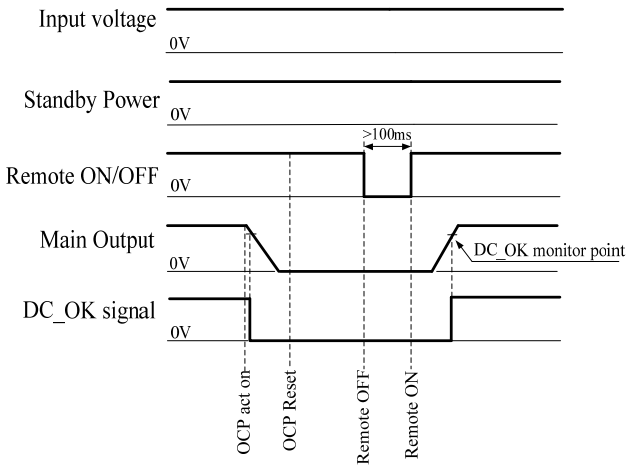 Input voltage
0V
Standby Power
0V
>100ms
Remote ON/OFF
0V
Main Output
0V
DC_OK monitor point
DC_OK signal
0V
OCP act on
OCP Reset
Remote OFF
Remote ON